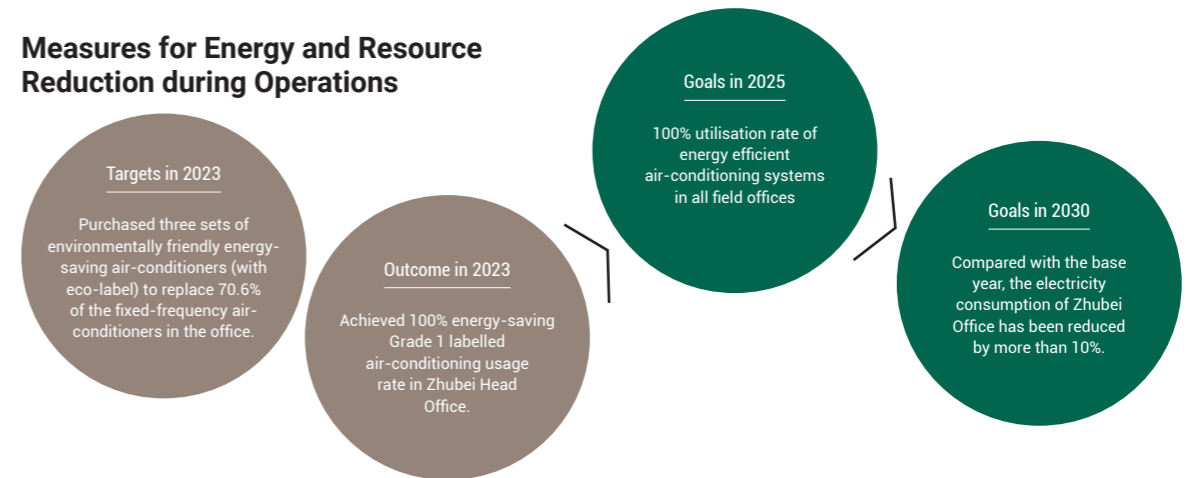 Measures for Energy and Resource
Reduction during Operations
Targets in 2023
Purchased three sets of
environmentally friendly energy-
saving air-conditioners (with
eco-label) to replace 70.6%
of the fixed-frequency air-
conditioners in the office.
Outcome in 2023
Achieved 100% energy-saving
Grade 1 labelled
air-conditioning usage
rate in Zhubei Head
Office.
Goals in 2025
100% utilisation rate of
energy efficient
air-conditioning systems
in all field offices
Goals in 2030
Compared with the base
year, the electricity
consumption of Zhubei
Office has been reduced
by more than 10%.